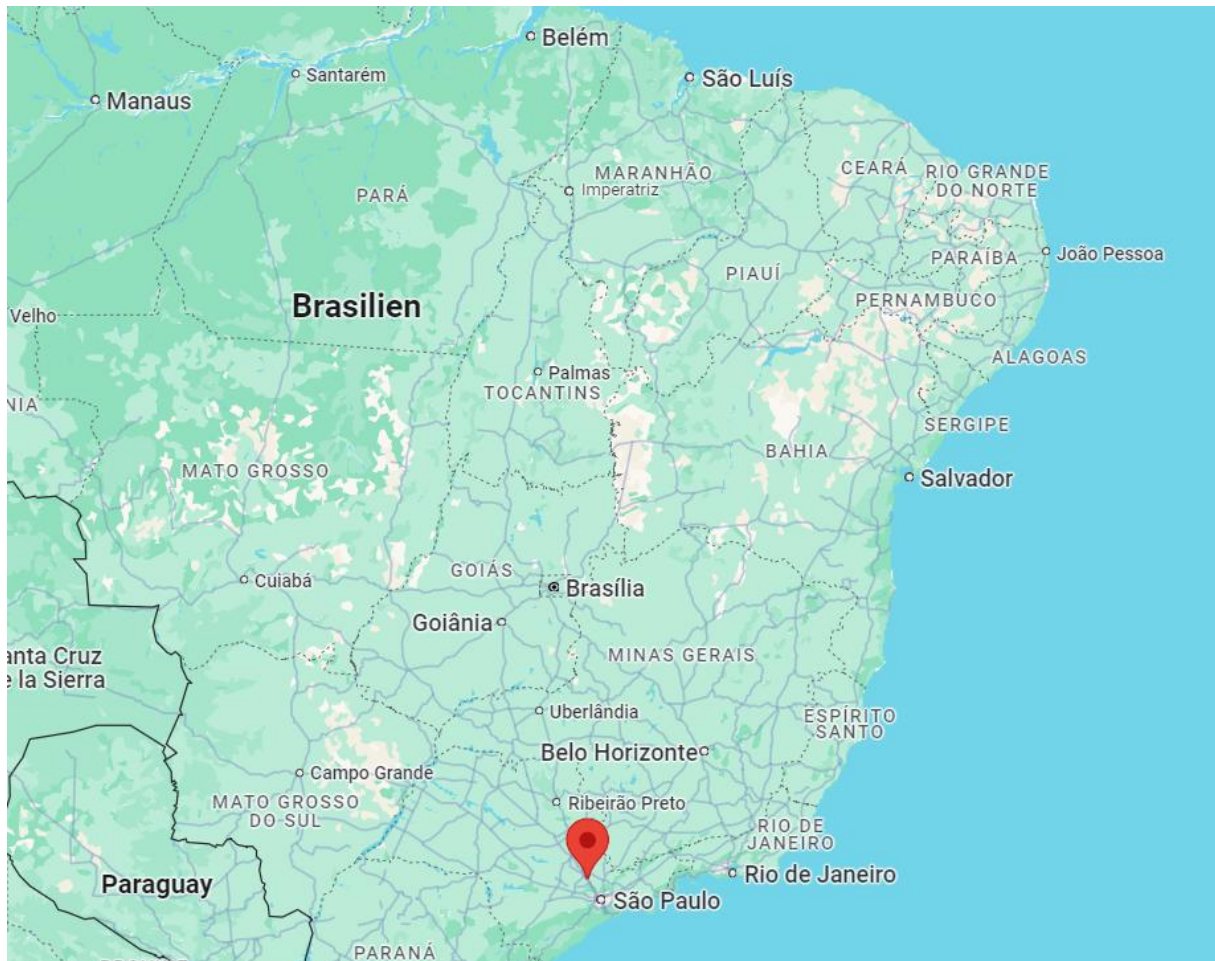 Belém
Santarém
São Luís
Manaus
MARANHÃO
CEARÁ
RIO GRANDE
DO NORTE
Imperatriz
PARÁ
João Pessoa
PARAÍBA
PIAUÍ
Brasilien
PERNAMBUCO
Velho
ALAGOAS
Palmas
TOCANTINS
NIA
SERGIPE
BAHIA
MATO GROSSO
Salvador
GOIÁS
Cuiabá
Brasília
Goiânia
anta Cruz
e la Sierra
MINAS GERAIS
Uberlândia
ESPÍRITO
SANTO
Belo Horizonte
Campo Grande
MATO GROSSO
DO SUL
Ribeirão Preto
RIO DE
JANEIRO
Rio de Janeiro
Paraguay
São Paulo
PARANÁ